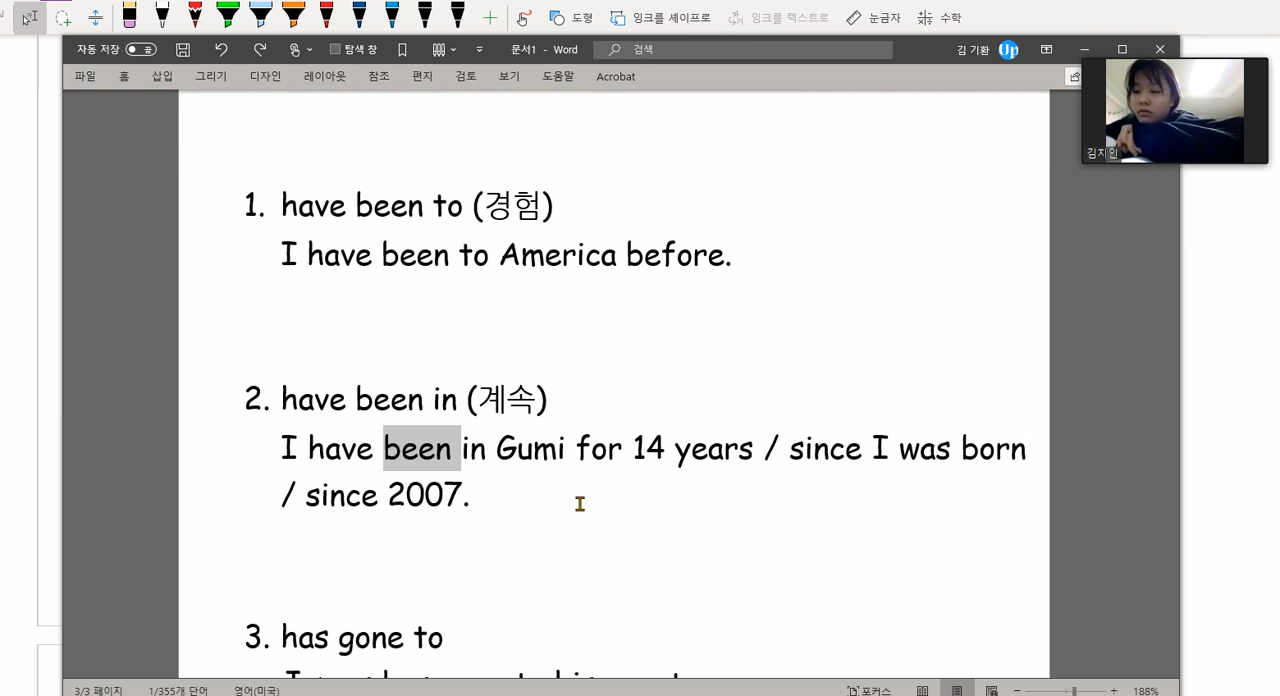 도형 잉크를 셰이프로 잉크를 텍스트로 눈금자 수학
자동 저장 끔 탐색 창 문서1 - Word 검색 김 기환 Up
파일 홈 삽입 그리기 디자인 레이아웃 참조 편지 검토 보기 도움말 Acrobat
김지인
1. have been to (경험)
I have been to America before.
2. have been in (계속)
I have been in Gumi for 14 years / since I was born
/ since 2007.
3. has gone to
3/3 페이지 1/355개 단어 영어(미국) 포커스 188%